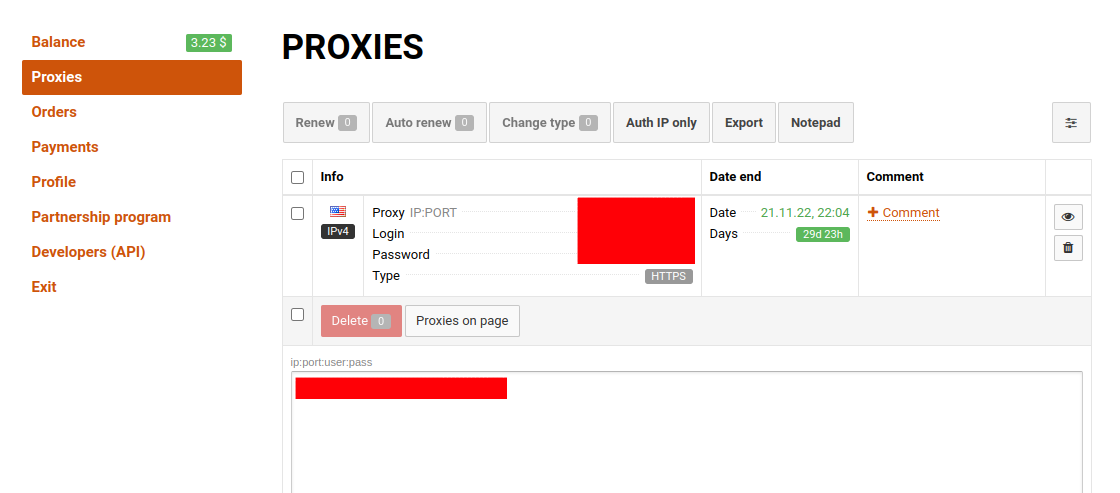 Balance 3.23 $
Proxies
Orders
Payments
Profile
Partnership program
Developers (API)
Exit
PROXIES
Renew 0 Auto renew 0 Change type 0 Auth IP only Export Notepad
Info Date end Comment
IPv4
Proxy IP:PORT
Login
Password
Type HTTPS
Date 21.11.22, 22:04
Days 29d 23h
+ Comment
Delete 0 Proxies on page
ip:port:user:pass